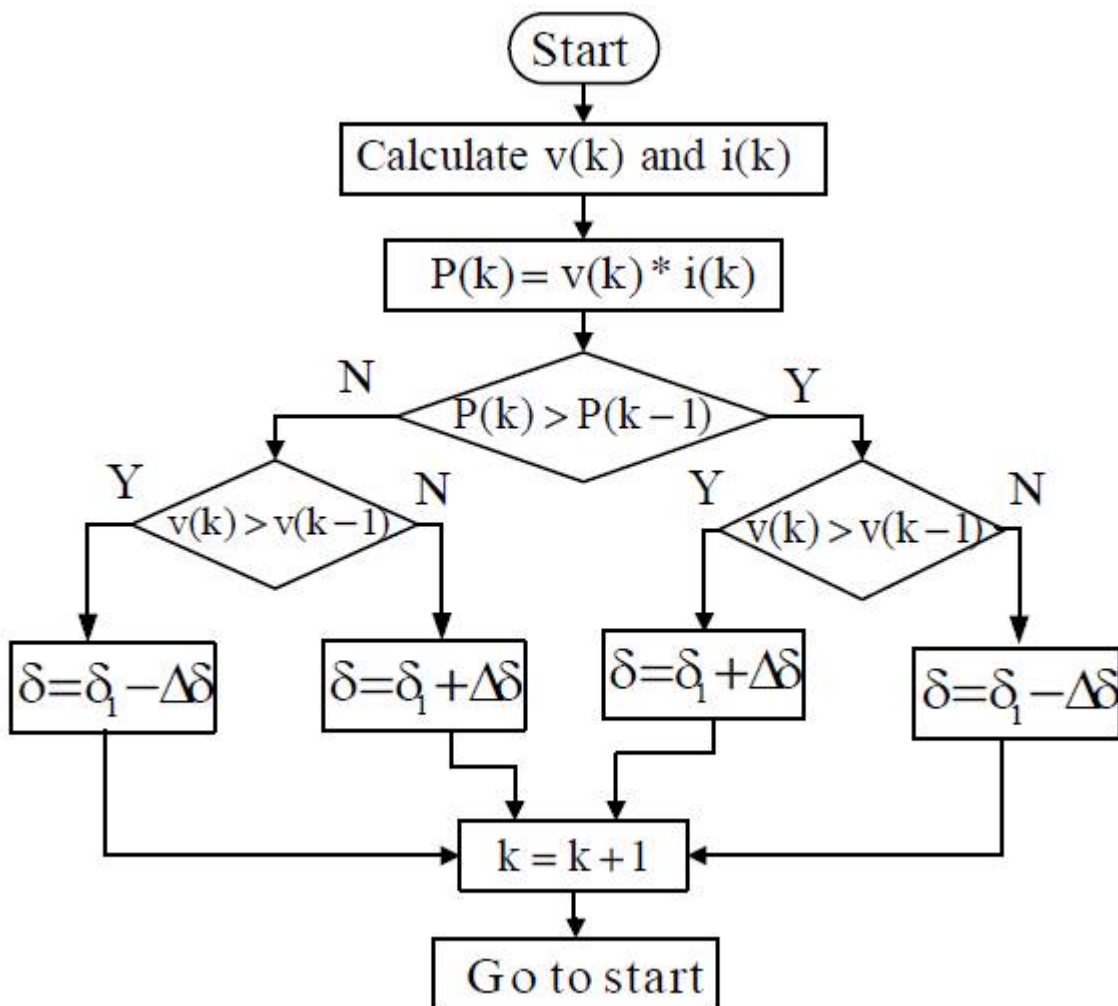 Start
Calculate v(k) and i(k)
P(k) = v(k) * i(k)
N
Y
P(k) > P(k−1)
Y
N
Y
N
v(k) > v(k−1)
v(k) > v(k−1)
δ=δ₁−Δδ
δ=δ₁+Δδ
δ=δ₁+Δδ
δ=δ₁−Δδ
k = k+1
Go to start